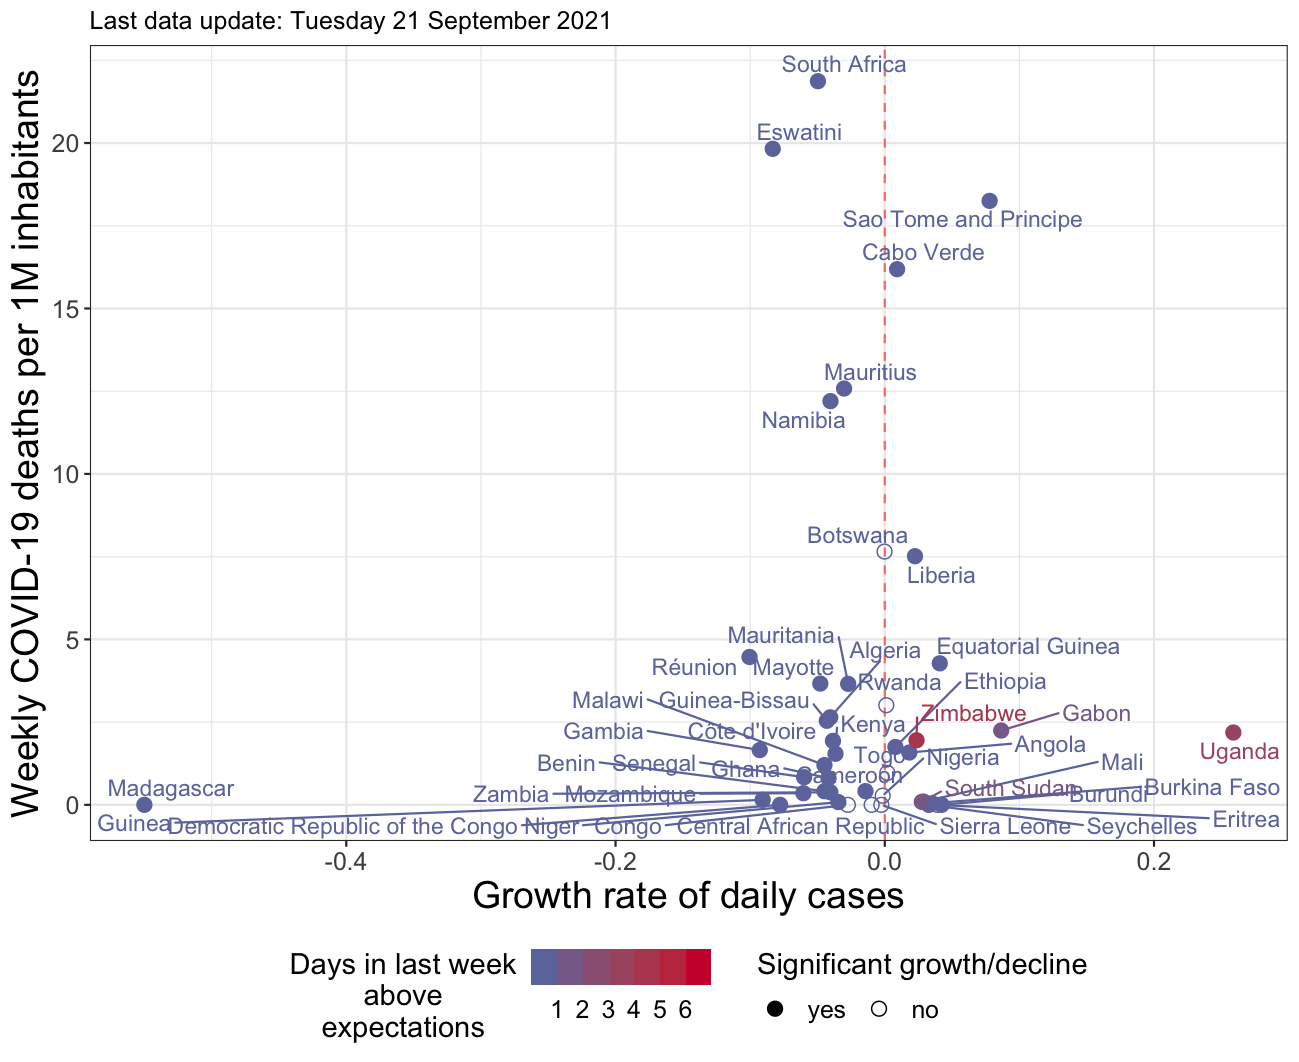 Last data update: Tuesday 21 September 2021
Weekly COVID-19 deaths per 1M inhabitants
20
15
10
5
0
South Africa
Eswatini
Sao Tome and Principe
Cabo Verde
Mauritius
Namibia
Botswana
Liberia
Mauritania
Algeria
Equatorial Guinea
Réunion
Mayotte
Rwanda
Ethiopia
Malawi
Guinea-Bissau
Zimbabwe
Gabon
Gambia
Côte d'Ivoire
Kenya
Angola
Uganda
Benin
Senegal
Ghana
Togo
Nigeria
Mali
Cameroon
Madagascar
Zambia
Mozambique
South Sudan
Burundi
Burkina Faso
Guinea
Democratic Republic of the Congo
Niger
Congo
Central African Republic
Sierra Leone
Seychelles
Eritrea
-0.4
-0.2
0.0
0.2
Growth rate of daily cases
Days in last week
above
expectations
1 2 3 4 5 6
Significant growth/decline
yes
no